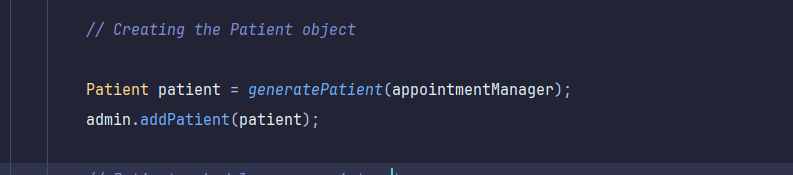 // Creating the Patient object
Patient patient = generatePatient(appointmentManager);
admin.addPatient(patient);